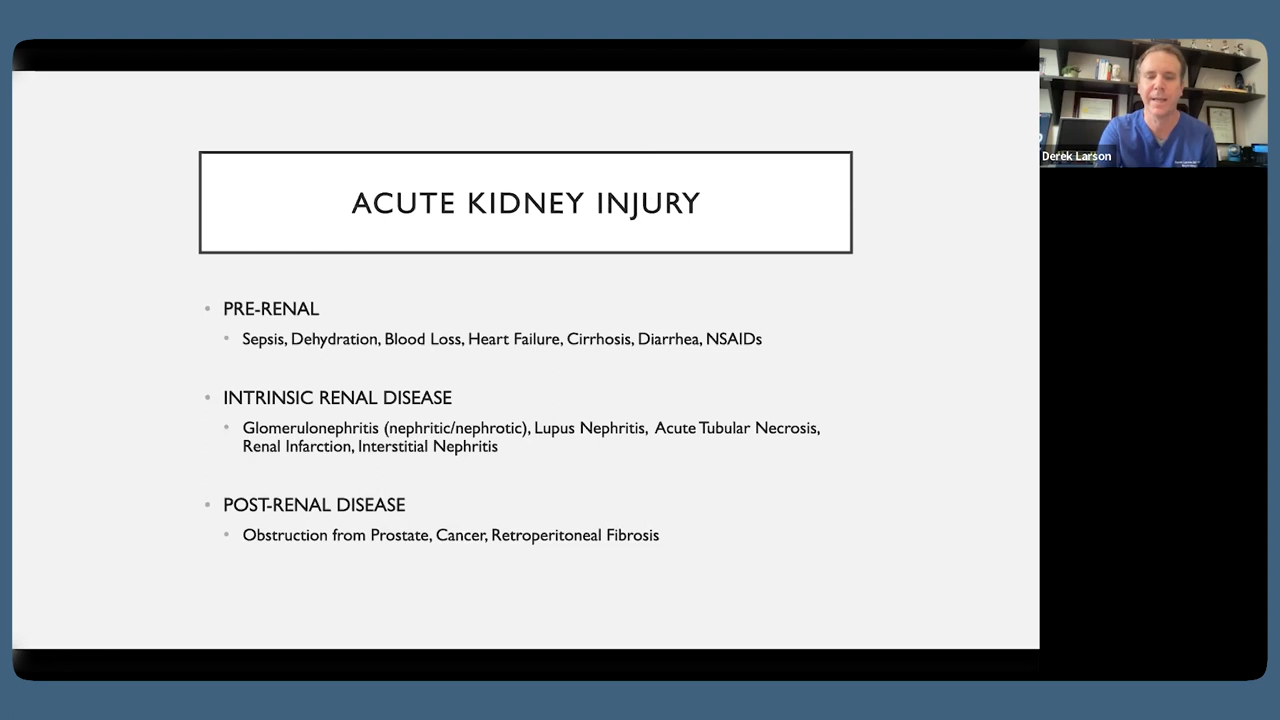 ACUTE KIDNEY INJURY
Derek Larson
• PRE-RENAL
• Sepsis, Dehydration, Blood Loss, Heart Failure, Cirrhosis, Diarrhea, NSAIDs
• INTRINSIC RENAL DISEASE
• Glomerulonephritis (nephritic/nephrotic), Lupus Nephritis, Acute Tubular Necrosis,
Renal Infarction, Interstitial Nephritis
• POST-RENAL DISEASE
• Obstruction from Prostate, Cancer, Retroperitoneal Fibrosis